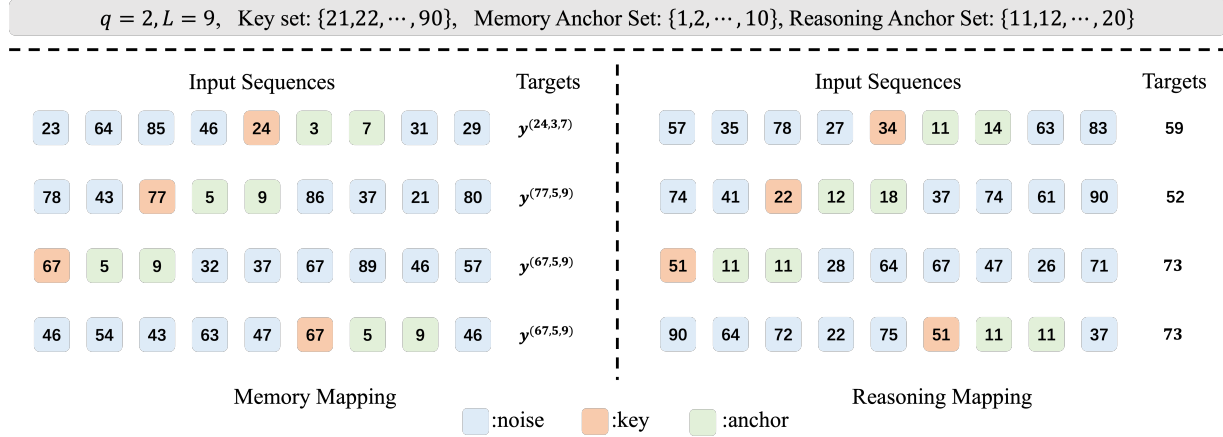 q = 2, L = 9, Key set: {21,22, ⋯, 90}, Memory Anchor Set: {1,2, ⋯, 10}, Reasoning Anchor Set: {11,12, ⋯, 20}
Input Sequences Targets
23 64 85 46 24 3 7 31 29 y^(24,3,7)
78 43 77 5 9 86 37 21 80 y^(77,5,9)
67 5 9 32 37 67 89 46 57 y^(67,5,9)
46 54 43 63 47 67 5 9 46 y^(67,5,9)
Memory Mapping
Input Sequences Targets
57 35 78 27 34 11 14 63 83 59
74 41 22 12 18 37 74 61 90 52
51 11 11 28 64 67 47 26 71 73
90 64 72 22 75 51 11 11 37 73
Reasoning Mapping
:noise :key :anchor